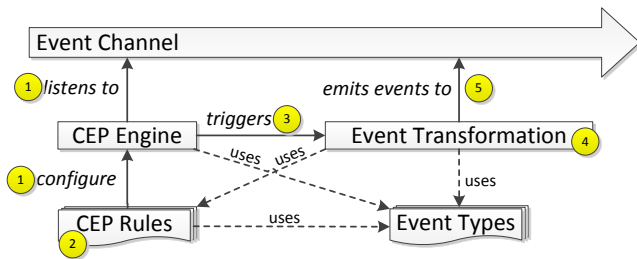 Event Channel
1 listens to
emits events to 5
triggers 3
CEP Engine
Event Transformation 4
uses
uses
1 configure
uses
CEP Rules
uses
Event Types
2